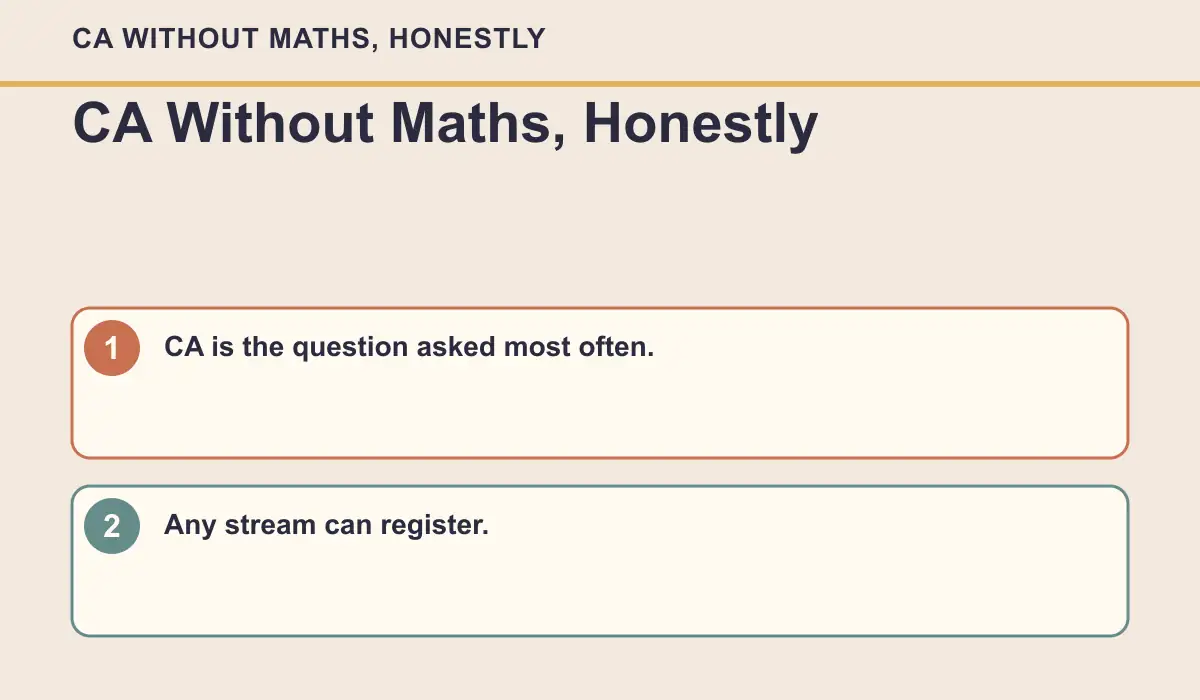 CA WITHOUT MATHS, HONESTLY
CA Without Maths, Honestly
1
CA is the question asked most often.
2
Any stream can register.